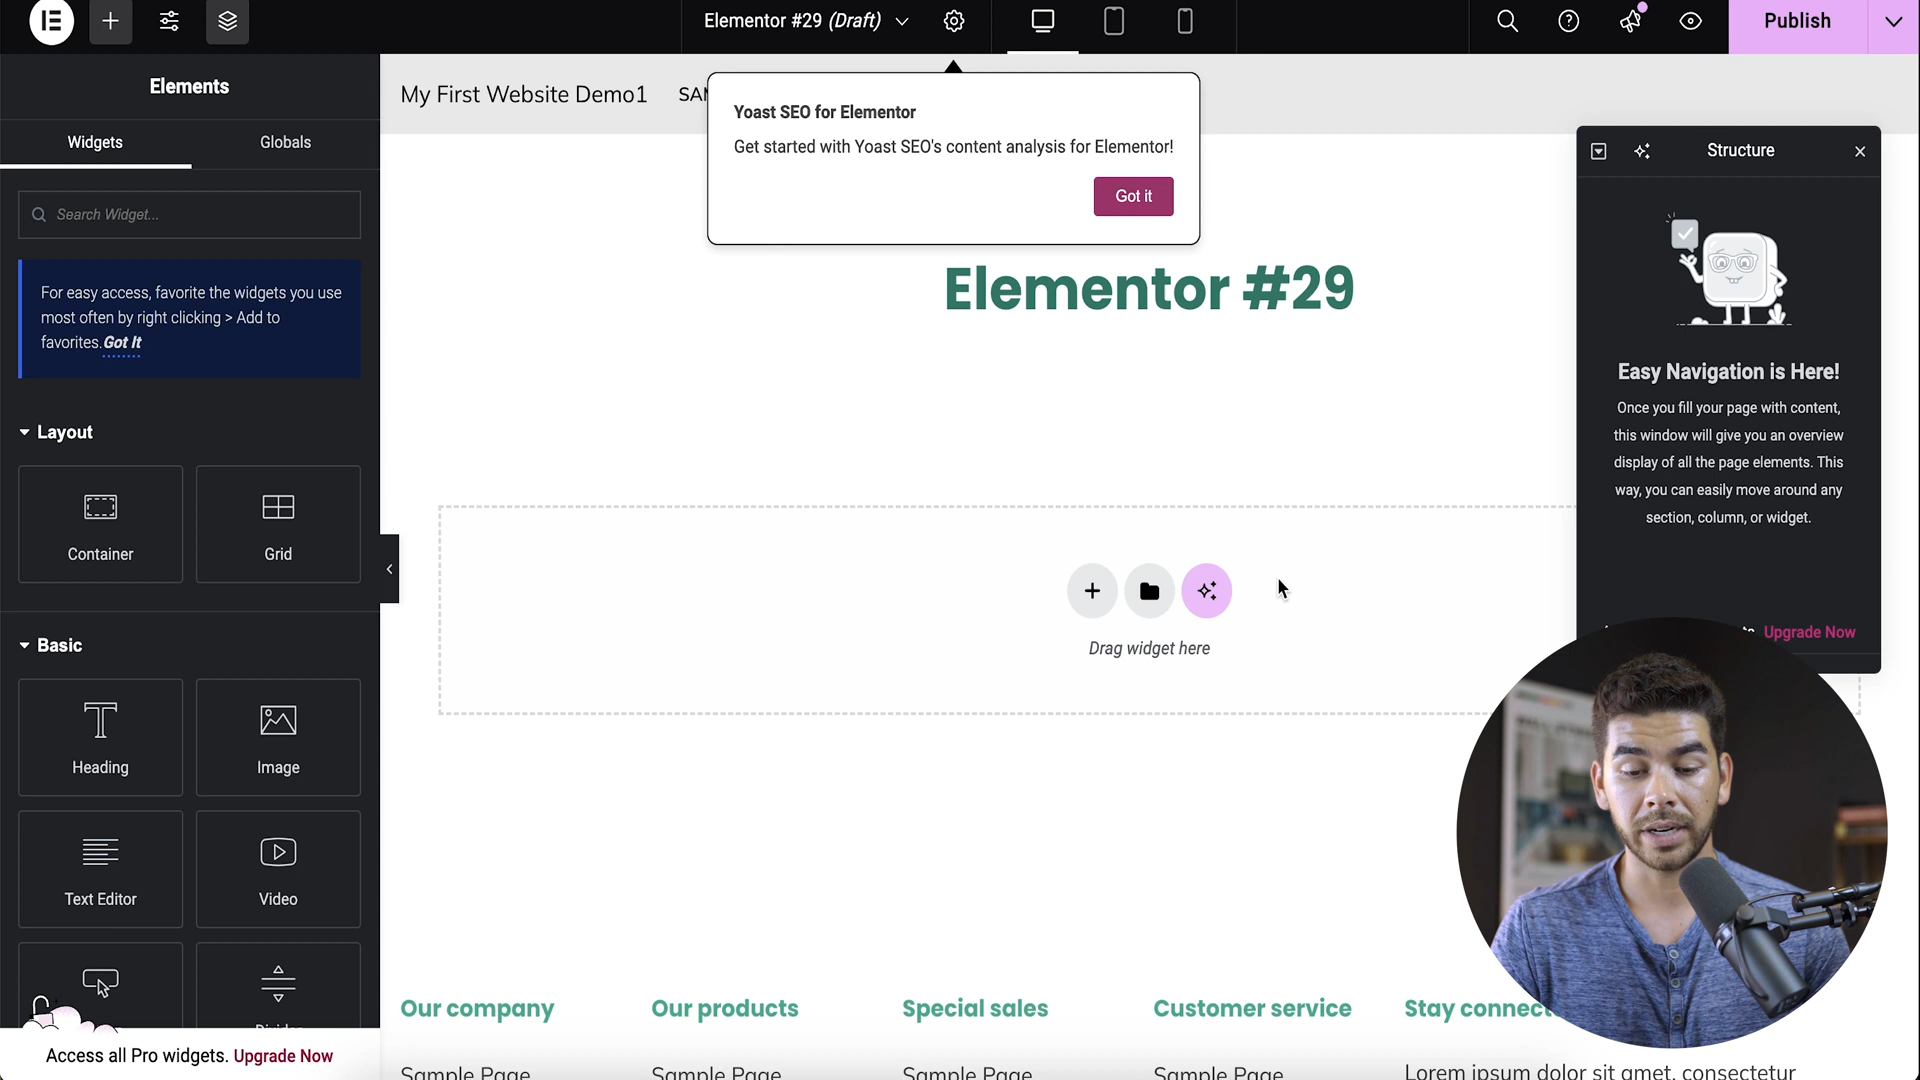 Elementor #29 (Draft)
Publish
Elements
Widgets
Globals
Search Widget...
For easy access, favorite the widgets you use
most often by right clicking > Add to
favorites. Got It
Layout
Container
Grid
Basic
Heading
Image
Text Editor
Video
Access all Pro widgets. Upgrade Now
My First Website Demo1
Yoast SEO for Elementor
Get started with Yoast SEO's content analysis for Elementor!
Got it
Elementor #29
Drag widget here
Structure
Easy Navigation is Here!
Once you fill your page with content,
this window will give you an overview
display of all the page elements. This
way, you can easily move around any
section, column, or widget.
Upgrade Now
Our company
Our products
Special sales
Customer service
Stay
Sample Page
Sample Page
Sample Page
Sample Page
Lorem ipsum dolor sit amet, consectetur